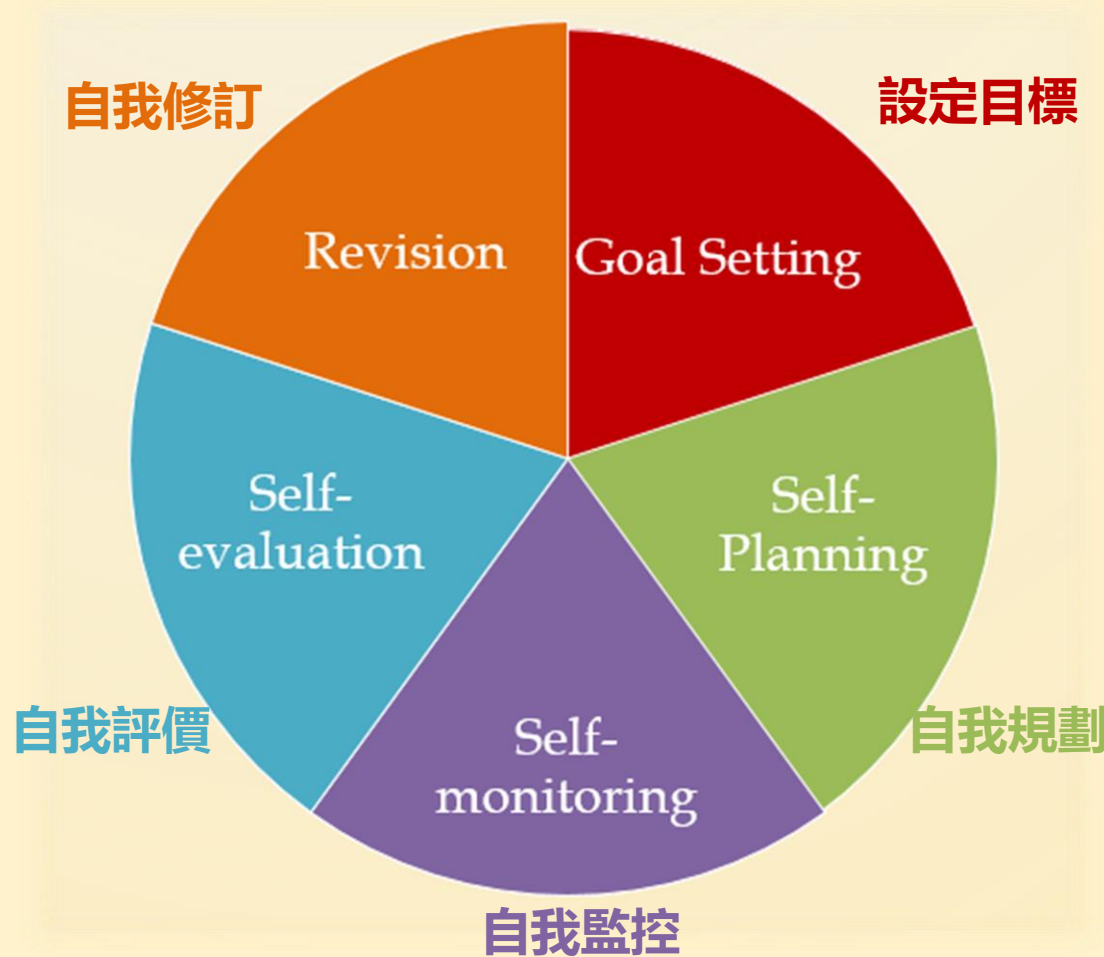 自我修訂
設定目標
Revision
Goal Setting
Self-
evaluation
Self-
Planning
自我評價
自我規劃
Self-
monitoring
自我監控